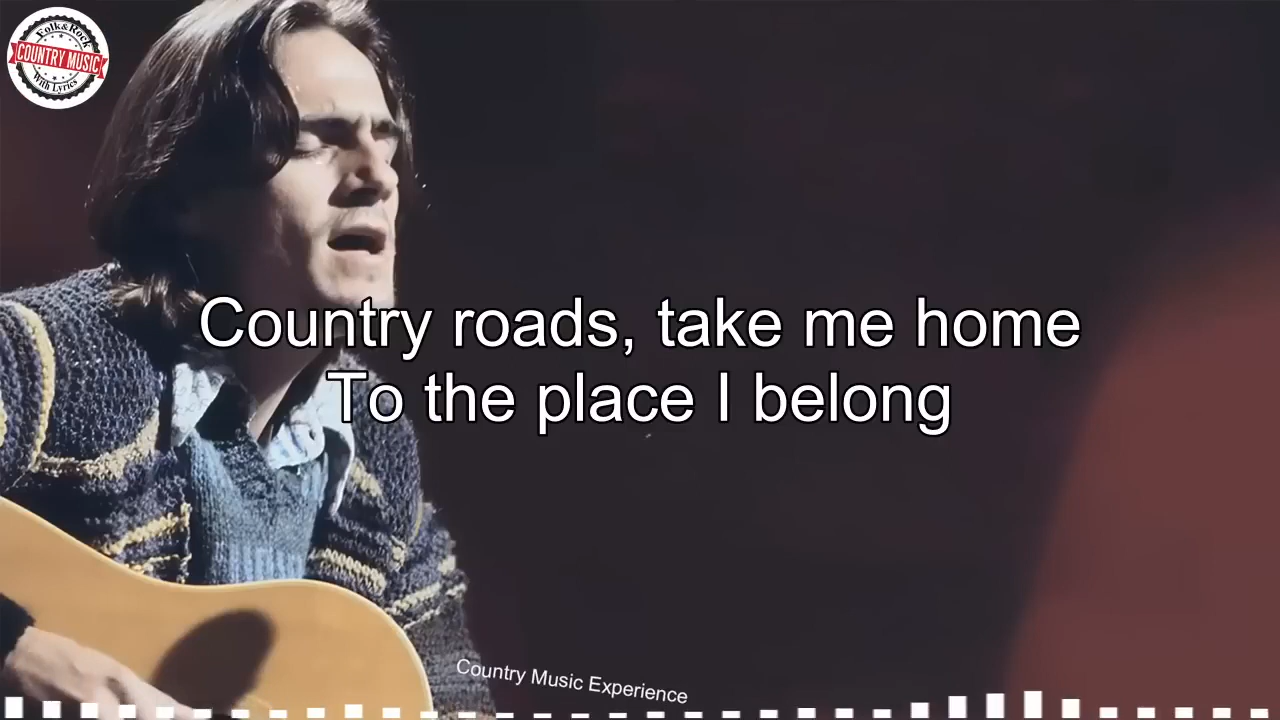 Folk&Rock
COUNTRY MUSIC
With Lyrics
Country roads, take me home
To the place I belong
Country Music Experience